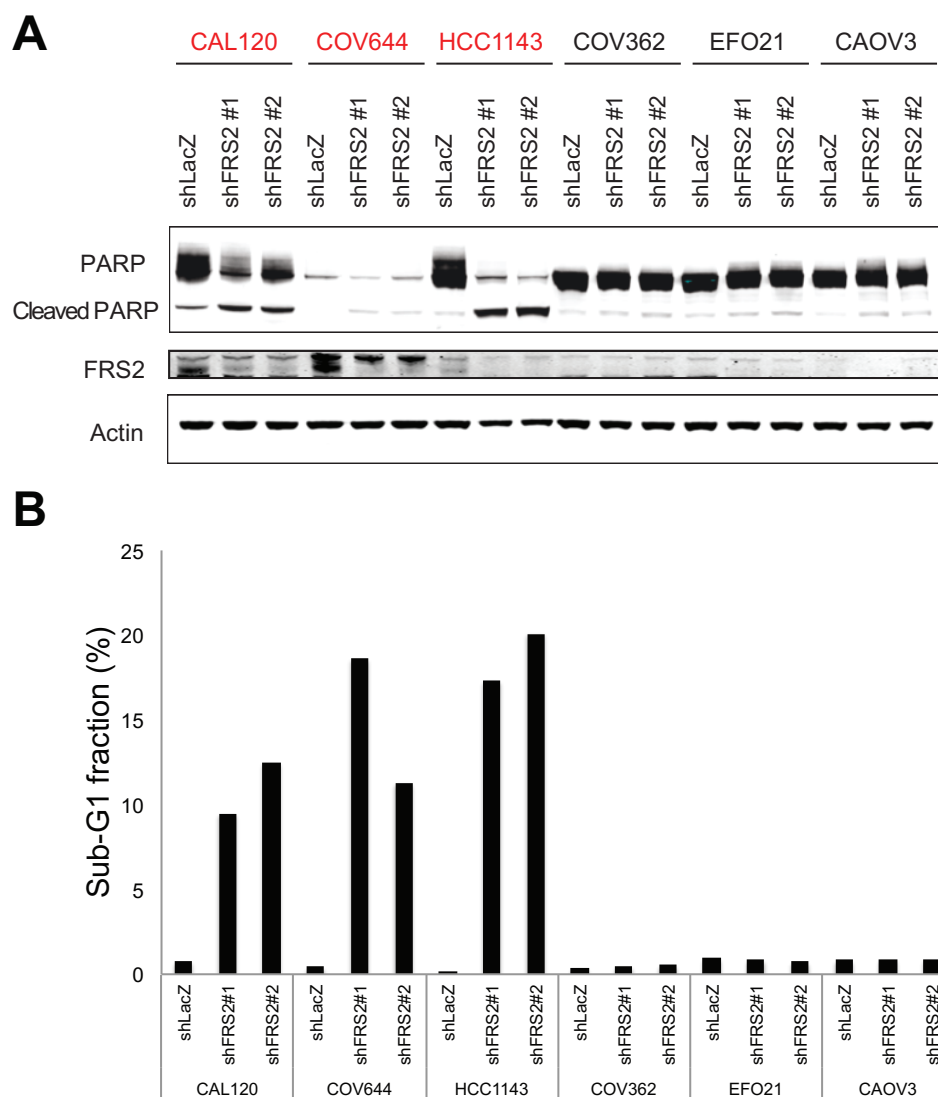 A
CAL120 COV644 HCC1143 COV362 EFO21 CAOV3
shLacZ shFRS2 #1 shFRS2 #2 shLacZ shFRS2 #1 shFRS2 #2 shLacZ shFRS2 #1 shFRS2 #2 shLacZ shFRS2 #1 shFRS2 #2 shLacZ shFRS2 #1 shFRS2 #2 shLacZ shFRS2 #1 shFRS2 #2
PARP
Cleaved PARP
FRS2
Actin
B
Sub-G1 fraction (%)
25
20
15
10
5
0
shLacZ shFRS2#1 shFRS2#2 shLacZ shFRS2#1 shFRS2#2 shLacZ shFRS2#1 shFRS2#2 shLacZ shFRS2#1 shFRS2#2 shLacZ shFRS2#1 shFRS2#2 shLacZ shFRS2#1 shFRS2#2
CAL120 COV644 HCC1143 COV362 EFO21 CAOV3